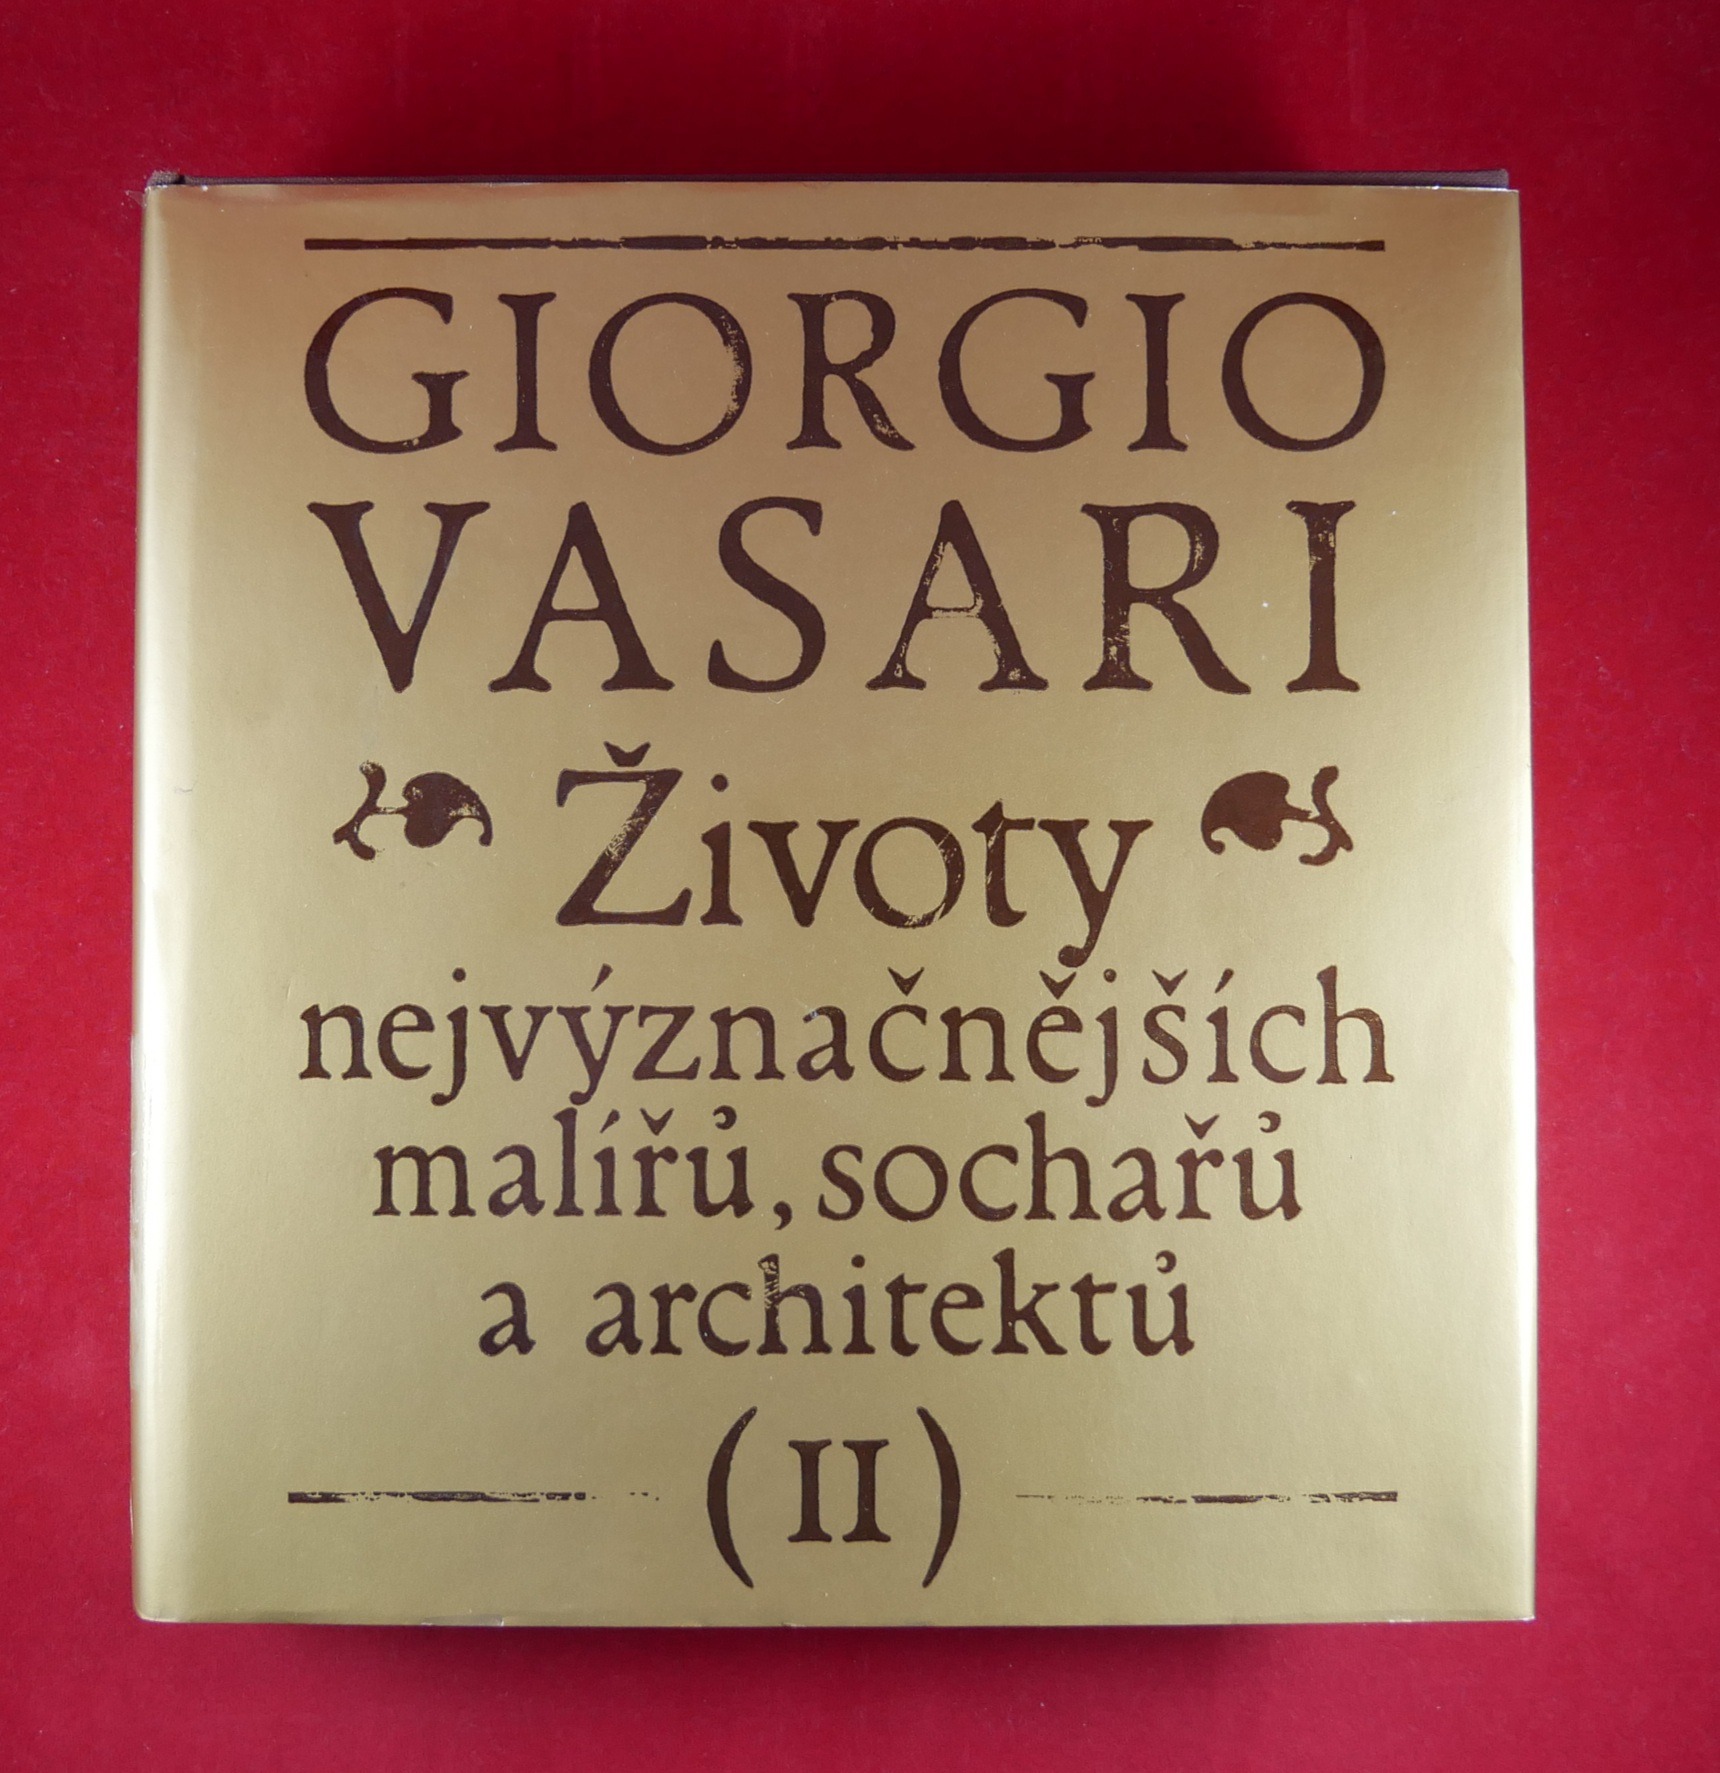 GIORGIO
VASARI
Životy
nejvýznačnějších
malířů, sochařů
a architektů
(II)